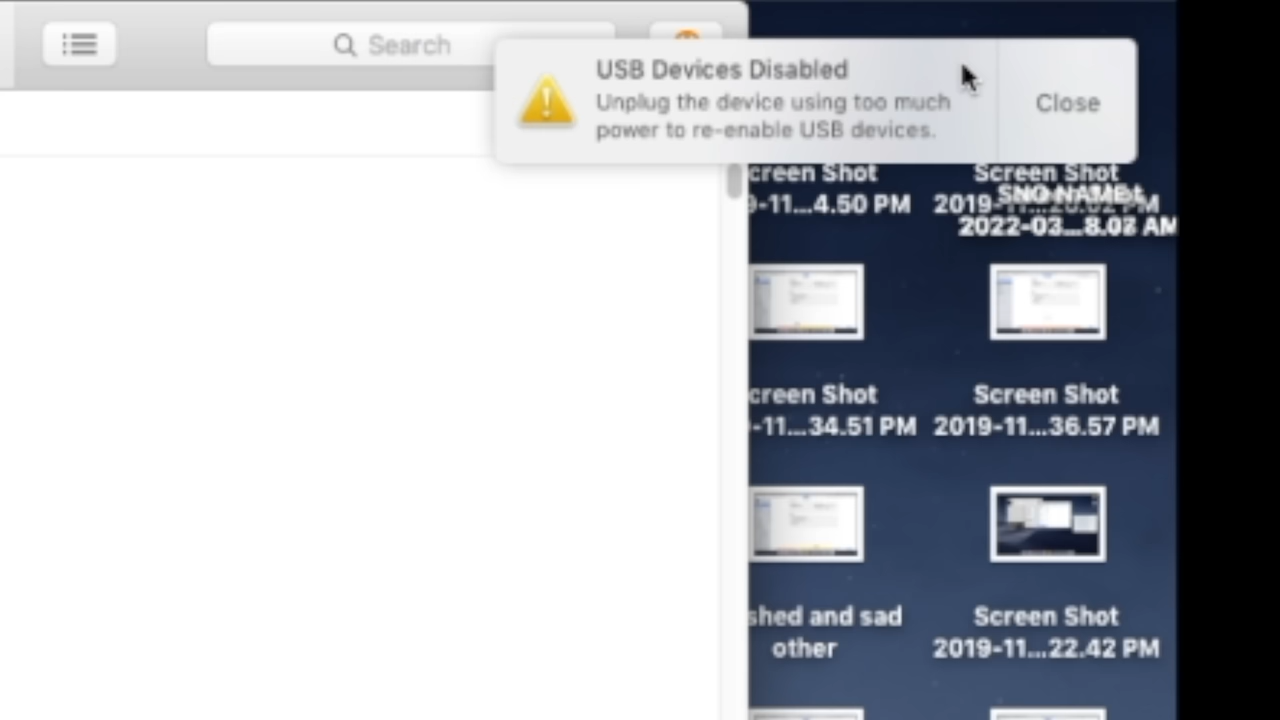 Search
USB Devices Disabled
Unplug the device using too much
power to re-enable USB devices.
Close
creen Shot
Screen Shot
-11...4.50 PM
2022-03...8.07 AM
creen Shot
-11...34.51 PM
Screen Shot
2019-11...36.57 PM
shed and sad
other
Screen Shot
2019-11...22.42 PM